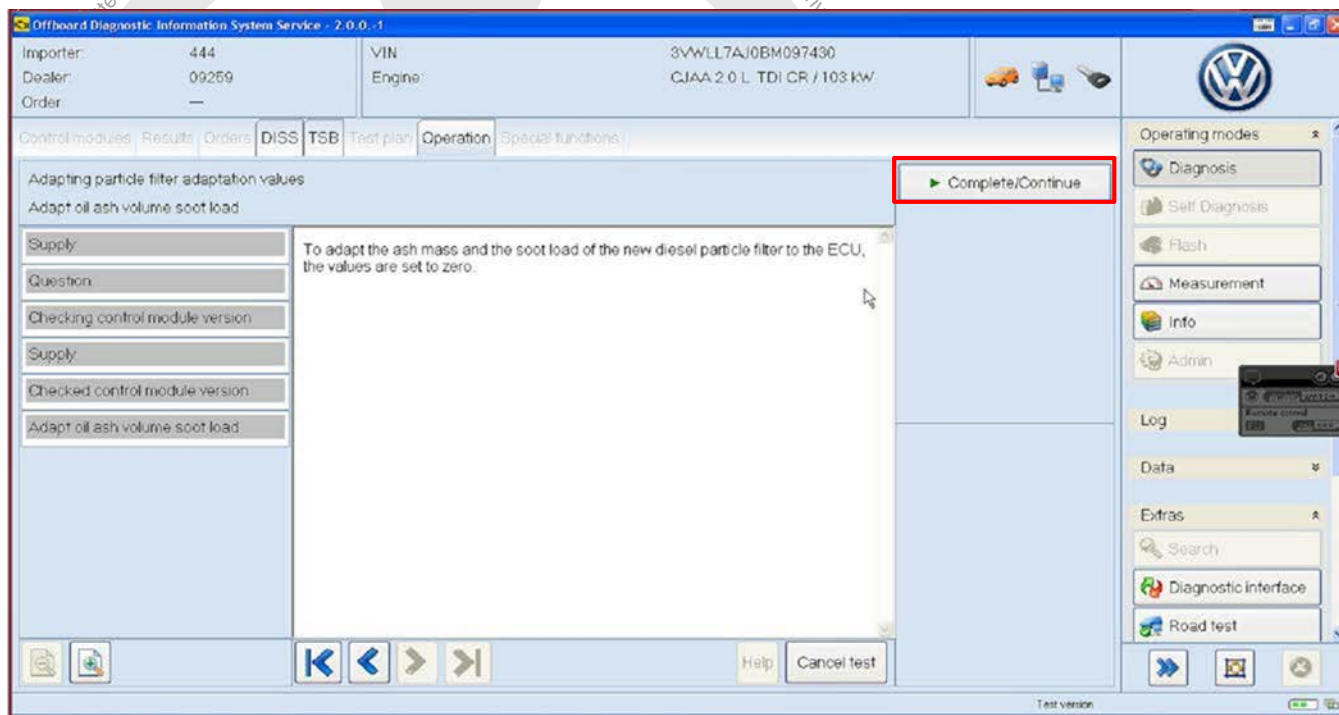 Offboard Diagnostic Information System Service - 2.0.0.-1
Importer: 444 VIN 3VWLL7AJ0BM097430
Dealer: 09259 Engine: CJAA 2.0 L TDI CR / 103 kW
Order —
Control modules Results Orders DISS TSB Test plan Operation Special functions
Adapting particle filter adaptation values
Adapt oil ash volume soot load
Complete/Continue
Supply
Question
Checking control module version
Supply
Checked control module version
Adapt oil ash volume soot load
To adapt the ash mass and the soot load of the new diesel particle filter to the ECU,
the values are set to zero.
Help
Cancel test
Operating modes
Diagnosis
Self Diagnosis
Flash
Measurement
Info
Admin
Log
Data
Extras
Search
Diagnostic interface
Road test
Test version